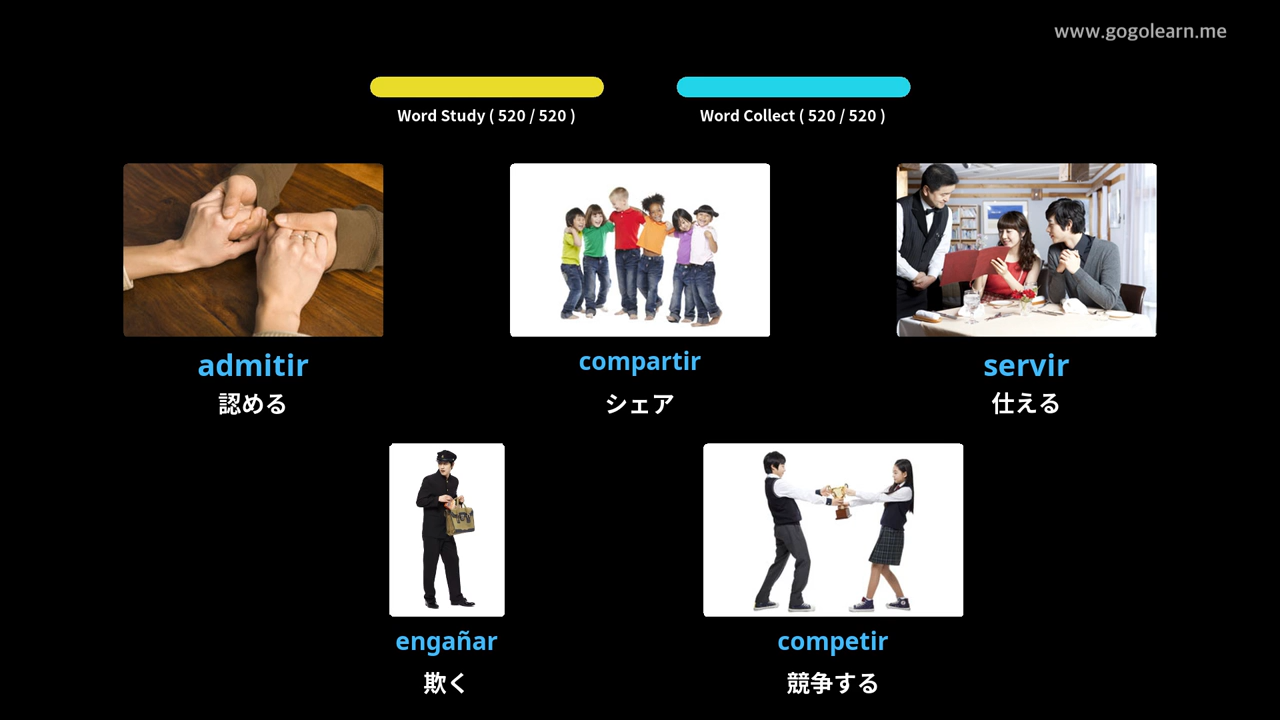 www.gogolearn.me
Word Study ( 520 / 520 )
Word Collect ( 520 / 520 )
admitir
認める
compartir
シェア
servir
仕える
engañar
欺く
competir
競争する